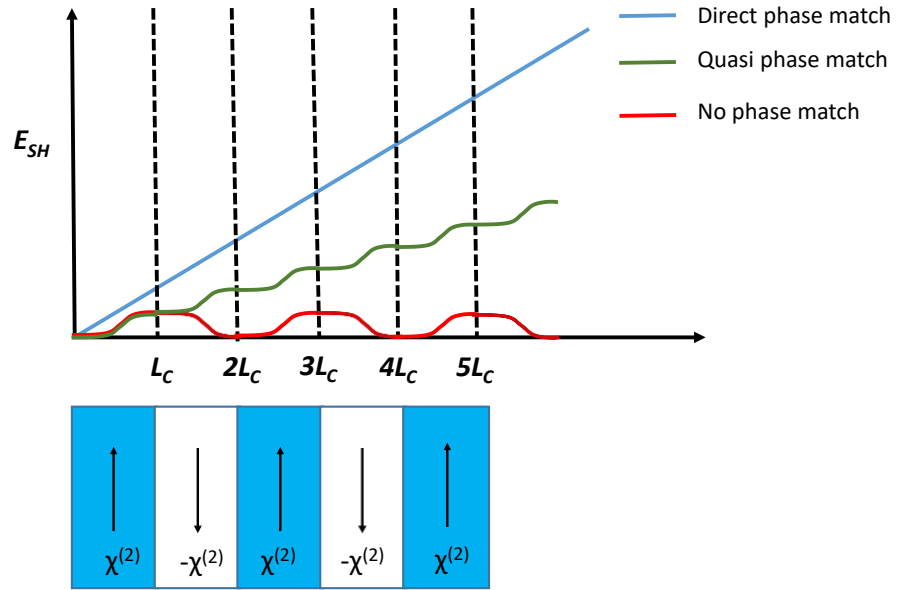 Direct phase match
Quasi phase match
No phase match
E_SH
L_C 2L_C 3L_C 4L_C 5L_C
χ⁽²⁾ -χ⁽²⁾ χ⁽²⁾ -χ⁽²⁾ χ⁽²⁾